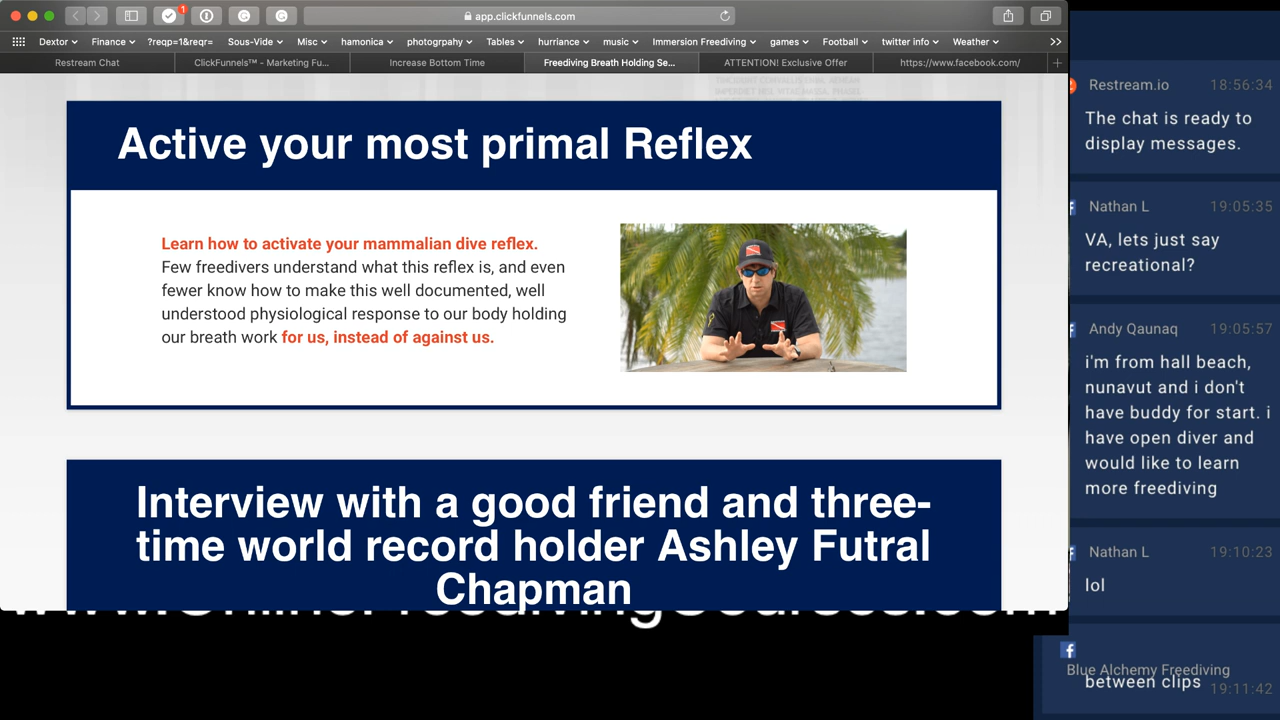 app.clickfunnels.com
1
Dextor Finance ?reqp=1&reqr= Sous-Vide Misc hamonica photogrpahy Tables hurriance music Immersion Freediving games Football twitter info Weather
Restream Chat ClickFunnels™ - Marketing Fu... Increase Bottom Time Freediving Breath Holding Se... ATTENTION! Exclusive Offer https://www.facebook.com/
Active your most primal Reflex
Learn how to activate your mammalian dive reflex.
Few freedivers understand what this reflex is, and even
fewer know how to make this well documented, well
understood physiological response to our body holding
our breath work for us, instead of against us.
Interview with a good friend and three-
time world record holder Ashley Futral
Chapman
Restream.io 18:56:34
The chat is ready to
display messages.
Nathan L 19:05:35
VA, lets just say
recreational?
Andy Qaunaq 19:05:57
i'm from hall beach,
nunavut and i don't
have buddy for start. i
have open diver and
would like to learn
more freediving
Nathan L 19:10:23
lol
Blue Alchemy Freediving
between clips 19:11:42